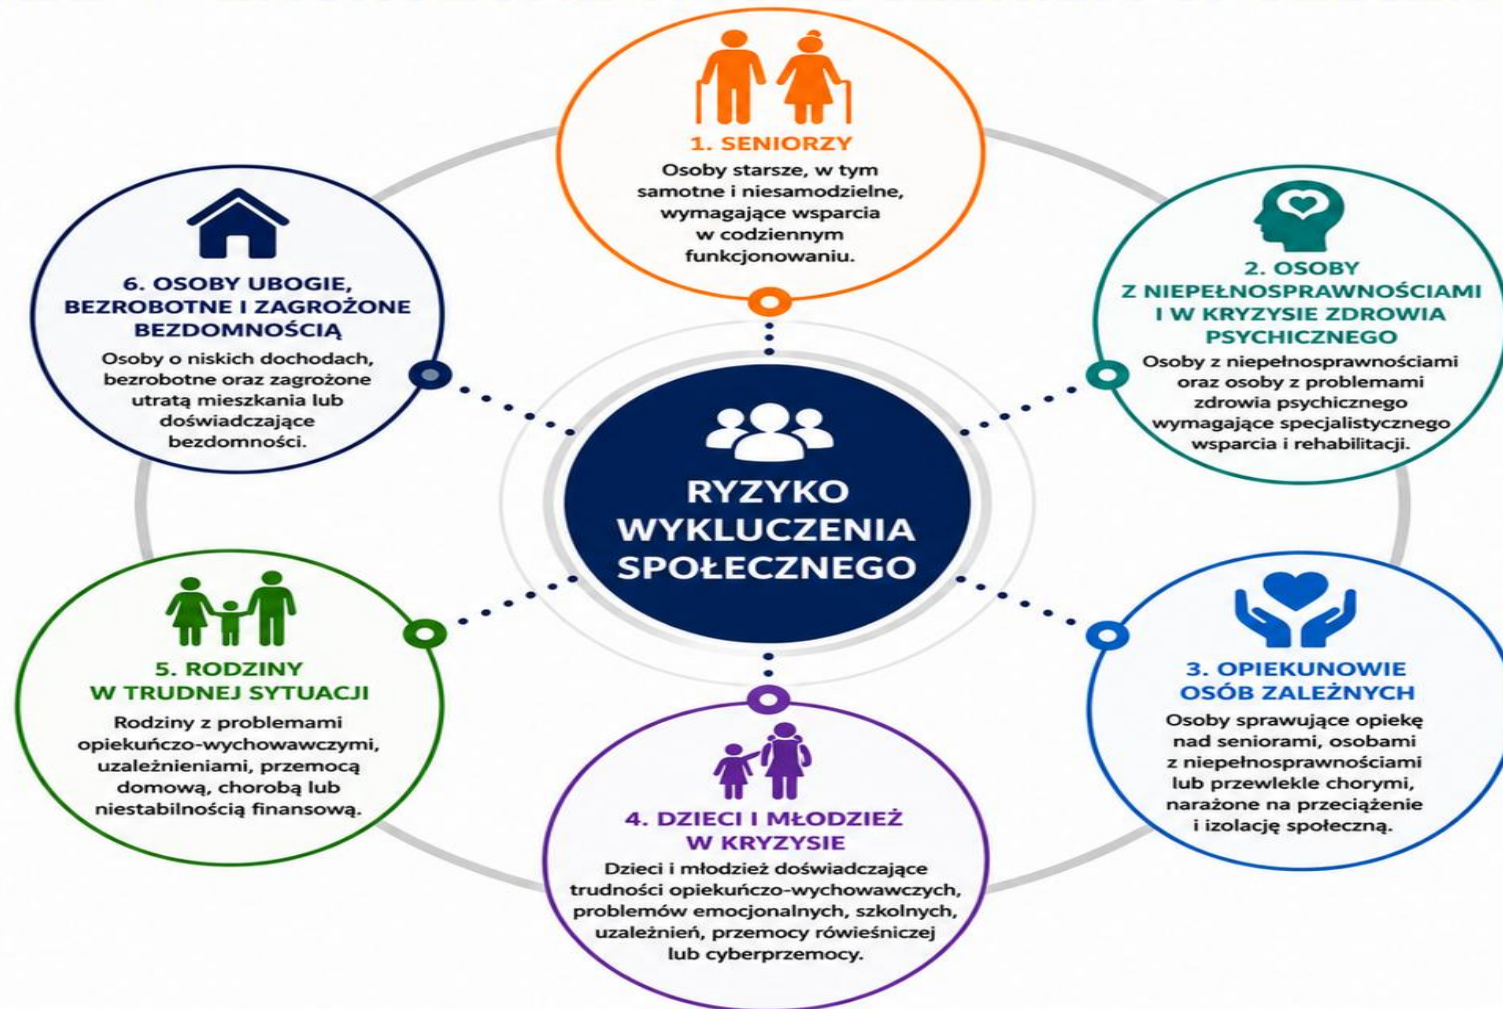 1. SENIORZY
Osoby starsze, w tym
samotne i niesamodzielne,
wymagające wsparcia
w codziennym
funkcjonowaniu.
2. OSOBY
Z NIEPEŁNOSPRAWNOŚCIAMI
I W KRYZYSIE ZDROWIA
PSYCHICZNEGO
Osoby z niepełnosprawnościami
oraz osoby z problemami
zdrowia psychicznego
wymagające specjalistycznego
wsparcia i rehabilitacji.
3. OPIEKUNOWIE
OSÓB ZALEŻNYCH
Osoby sprawujące opiekę
nad seniorami, osobami
z niepełnosprawnościami
lub przewlekle chorymi,
narażone na przeciążenie
i izolację społeczną.
4. DZIECI I MŁODZIEŻ
W KRYZYSIE
Dzieci i młodzież doświadczające
trudności opiekuńczo-wychowawczych,
problemów emocjonalnych, szkolnych,
uzależnień, przemocy rówieśniczej
lub cyberprzemocy.
5. RODZINY
W TRUDNEJ SYTUACJI
Rodziny z problemami
opiekuńczo-wychowawczymi,
uzależnieniami, przemocą
domową, chorobą lub
niestabilnością finansową.
6. OSOBY UBOGIE,
BEZROBOTNE I ZAGROŻONE
BEZDOMNOŚCIĄ
Osoby o niskich dochodach,
bezrobotne oraz zagrożone
utratą mieszkania lub
doświadczające
bezdomności.
RYZYKO
WYKLUCZENIA
SPOŁECZNEGO